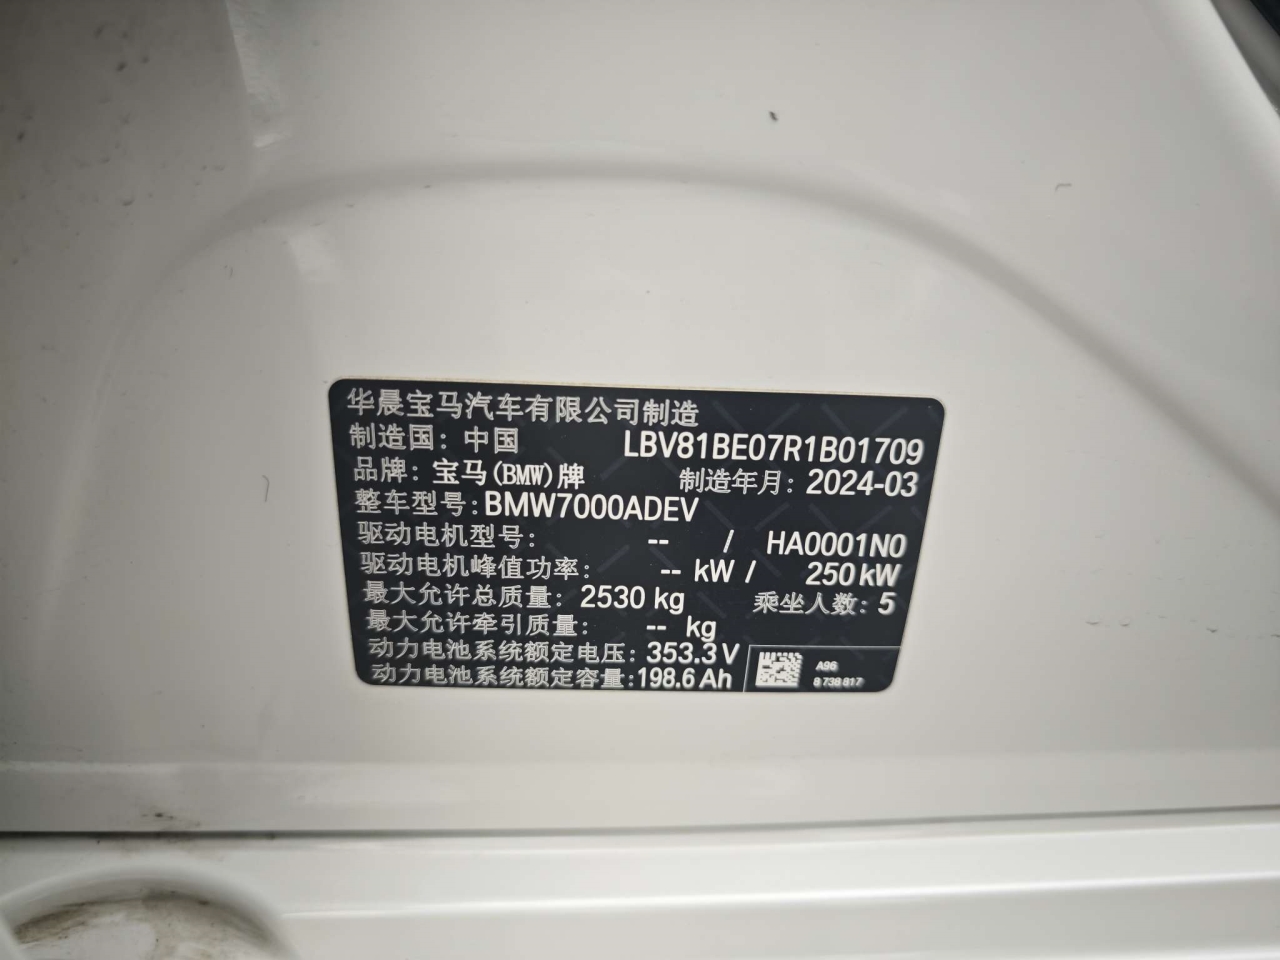 华晨宝马汽车有限公司制造
制造国：中国 LBV81BE07R1B01709
品牌：宝马(BMW)牌 制造年月：2024-03
整车型号：BMW7000ADEV
驱动电机型号： -- / HA0001N0
驱动电机峰值功率： -- kW / 250 kW
最大允许总质量： 2530 kg 乘坐人数：5
最大允许牵引质量： -- kg
动力电池系统额定电压：353.3 V
动力电池系统额定容量：198.6 Ah
A96
8 738 817